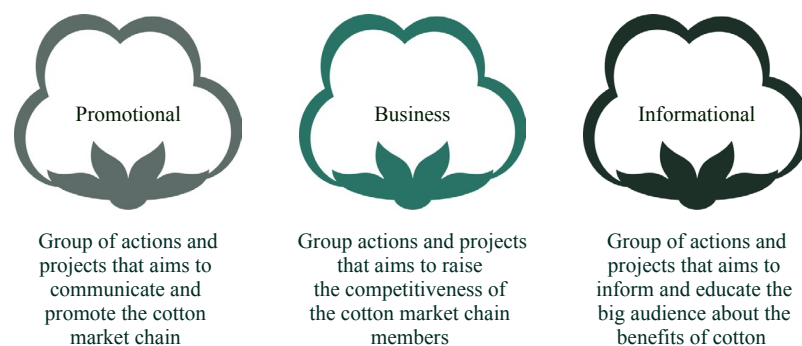 Promotional
Group of actions and
projects that aims to
communicate and
promote the cotton
market chain
Business
Group actions and projects
that aims to raise
the competitiveness of
the cotton market chain
members
Informational
Group of actions and
projects that aims to
inform and educate the
big audience about the
benefits of cotton